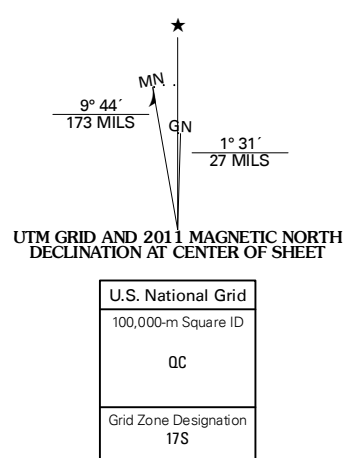 ★
MN
9° 44´
173 MILS
GN
1° 31´
27 MILS
UTM GRID AND 2011 MAGNETIC NORTH
DECLINATION AT CENTER OF SHEET
U.S. National Grid
100,000-m Square ID
QC
Grid Zone Designation
17S